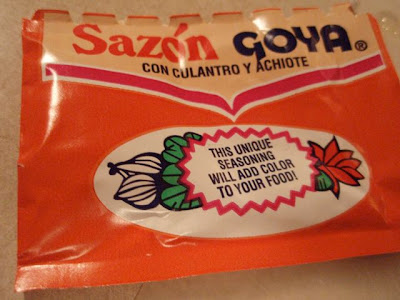 Sazón GOYA®
CON CULANTRO Y ACHIOTE
THIS UNIQUE
SEASONING
WILL ADD COLOR
TO YOUR FOOD!